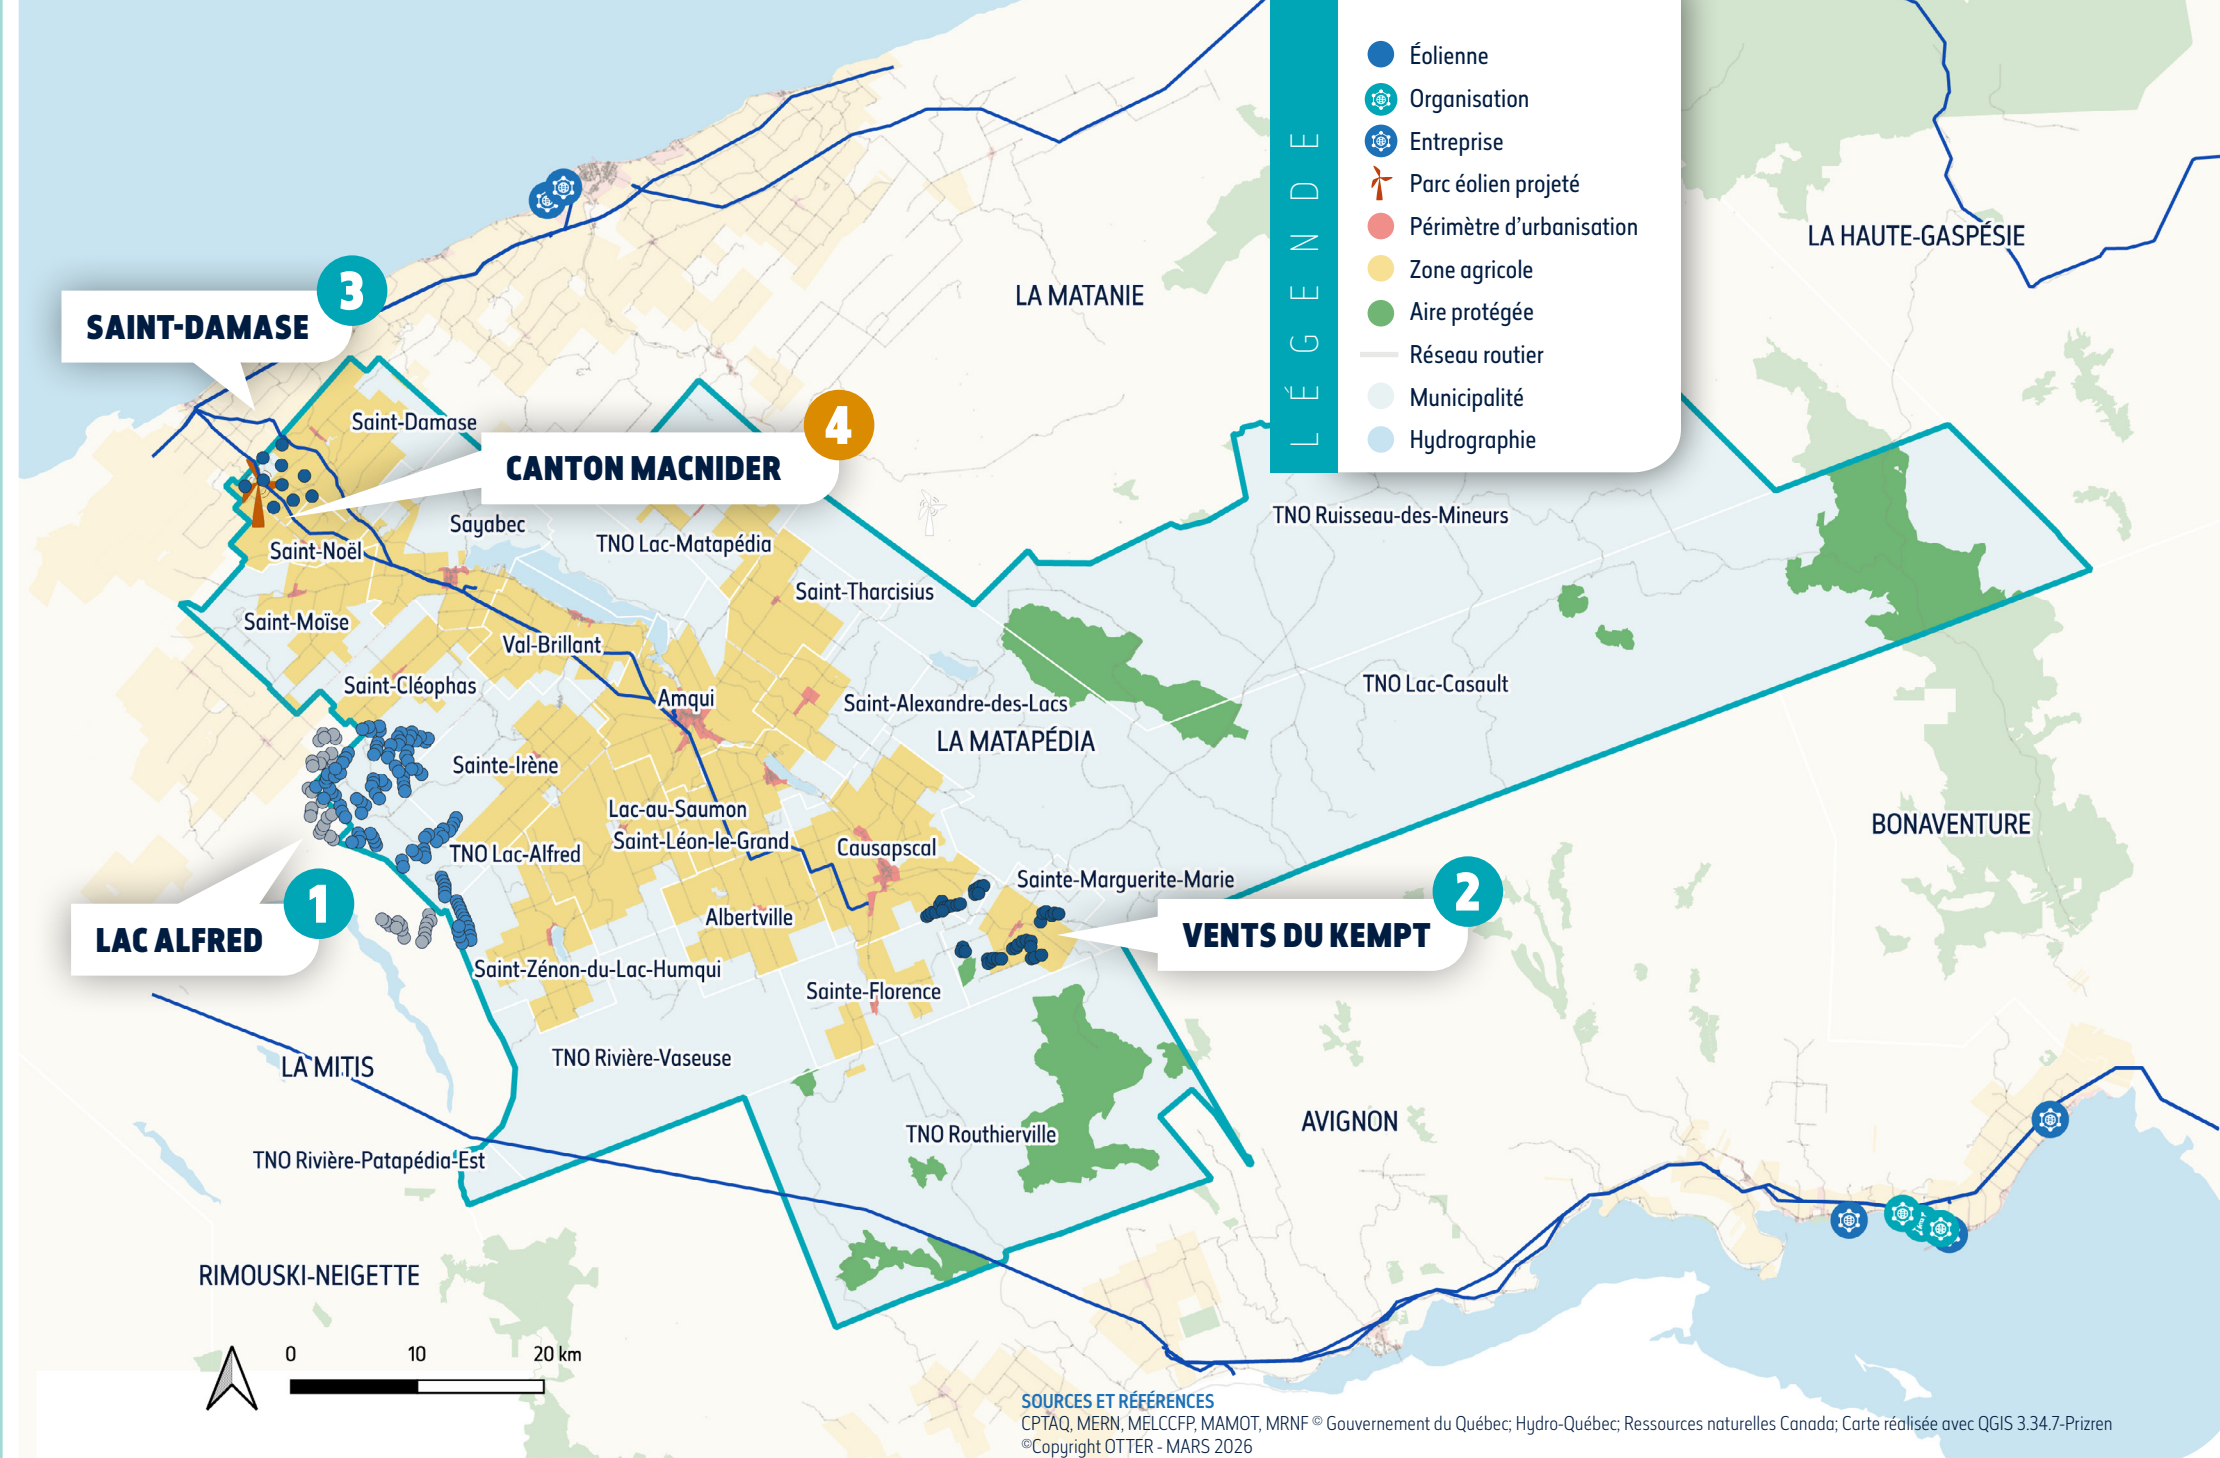 LÉGENDE
Éolienne
Organisation
Entreprise
Parc éolien projeté
Périmètre d'urbanisation
Zone agricole
Aire protégée
Réseau routier
Municipalité
Hydrographie
LA HAUTE-GASPÉSIE
LA MATANIE
3
SAINT-DAMASE
Saint-Damase
4
CANTON MACNIDER
Sayabec
TNO Ruisseau-des-Mineurs
Saint-Noël
TNO Lac-Matapédia
Saint-Tharcisius
Saint-Moïse
Val-Brillant
Saint-Cléophas
Amqui
TNO Lac-Casault
Saint-Alexandre-des-Lacs
LA MATAPÉDIA
Sainte-Irène
Lac-au-Saumon
BONAVENTURE
Saint-Léon-le-Grand
Causapscal
TNO Lac-Alfred
Sainte-Marguerite-Marie
1
LAC ALFRED
2
VENTS DU KEMPT
Albertville
Saint-Zénon-du-Lac-Humqui
Sainte-Florence
TNO Rivière-Vaseuse
LA MITIS
AVIGNON
TNO Routhierville
TNO Rivière-Patapédia-Est
RIMOUSKI-NEIGETTE
0 10 20 km
SOURCES ET RÉFÉRENCES
CPTAQ, MERN, MELCCFP, MAMOT, MRNF © Gouvernement du Québec; Hydro-Québec; Ressources naturelles Canada; Carte réalisée avec QGIS 3.34.7-Prizren
©Copyright OTTER - MARS 2026